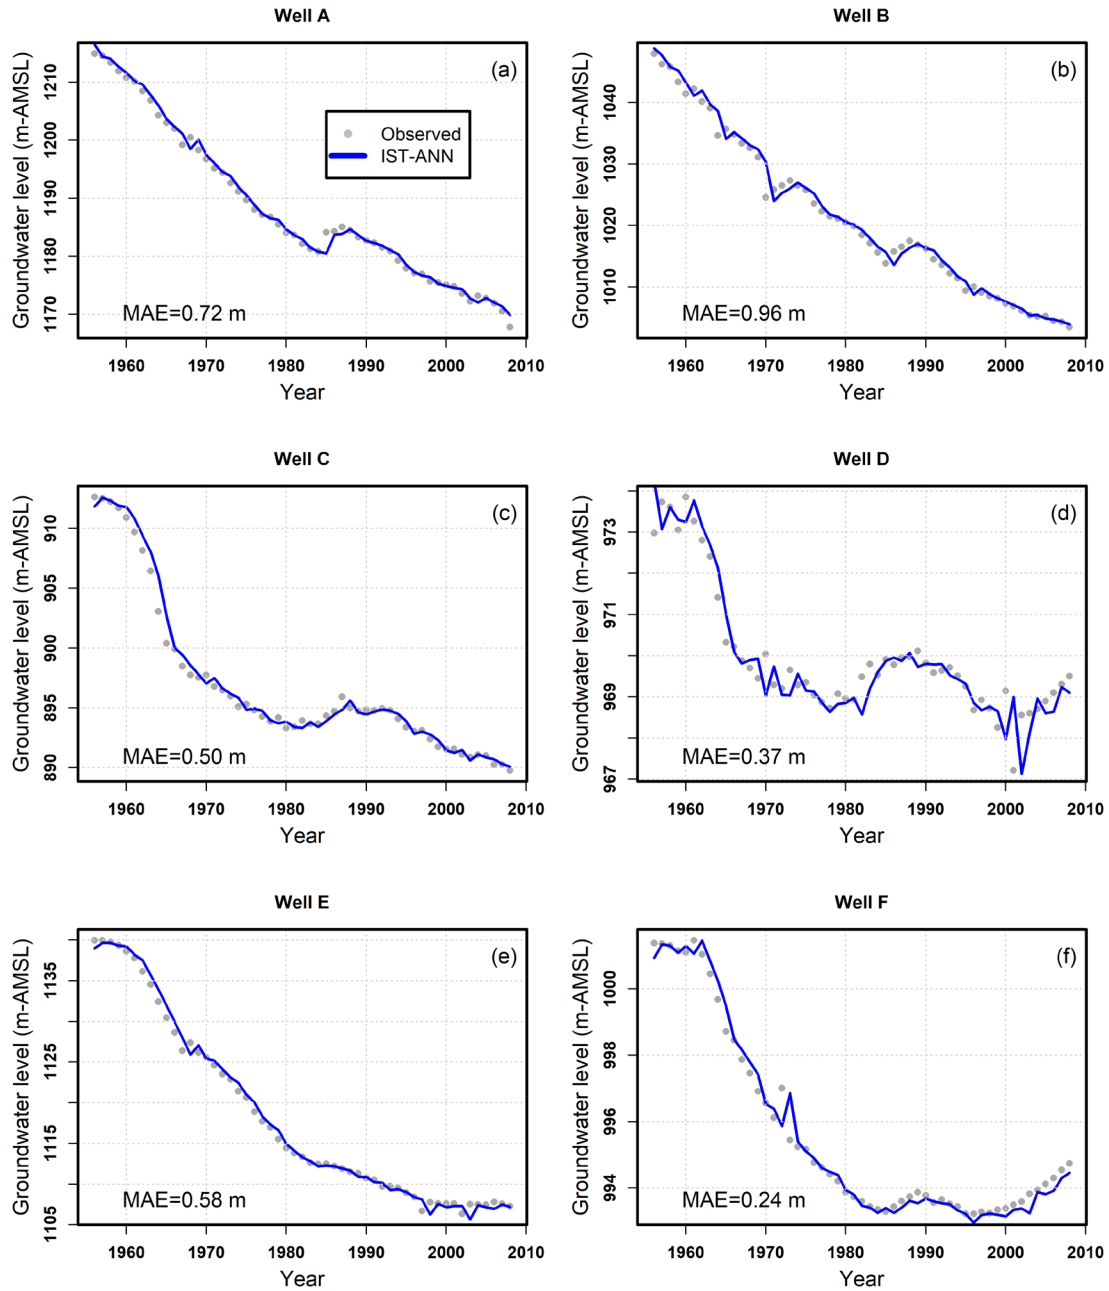 Well A
(a)
Groundwater level (m-AMSL)
1210
1200
1190
1180
1170
Observed
IST-ANN
MAE=0.72 m
1960 1970 1980 1990 2000 2010
Year
Well B
(b)
Groundwater level (m-AMSL)
1040
1030
1020
1010
MAE=0.96 m
1960 1970 1980 1990 2000 2010
Year
Well C
(c)
Groundwater level (m-AMSL)
910
905
900
895
890
MAE=0.50 m
1960 1970 1980 1990 2000 2010
Year
Well D
(d)
Groundwater level (m-AMSL)
973
971
969
967
MAE=0.37 m
1960 1970 1980 1990 2000 2010
Year
Well E
(e)
Groundwater level (m-AMSL)
1135
1125
1115
1105
MAE=0.58 m
1960 1970 1980 1990 2000 2010
Year
Well F
(f)
Groundwater level (m-AMSL)
1000
998
996
994
MAE=0.24 m
1960 1970 1980 1990 2000 2010
Year